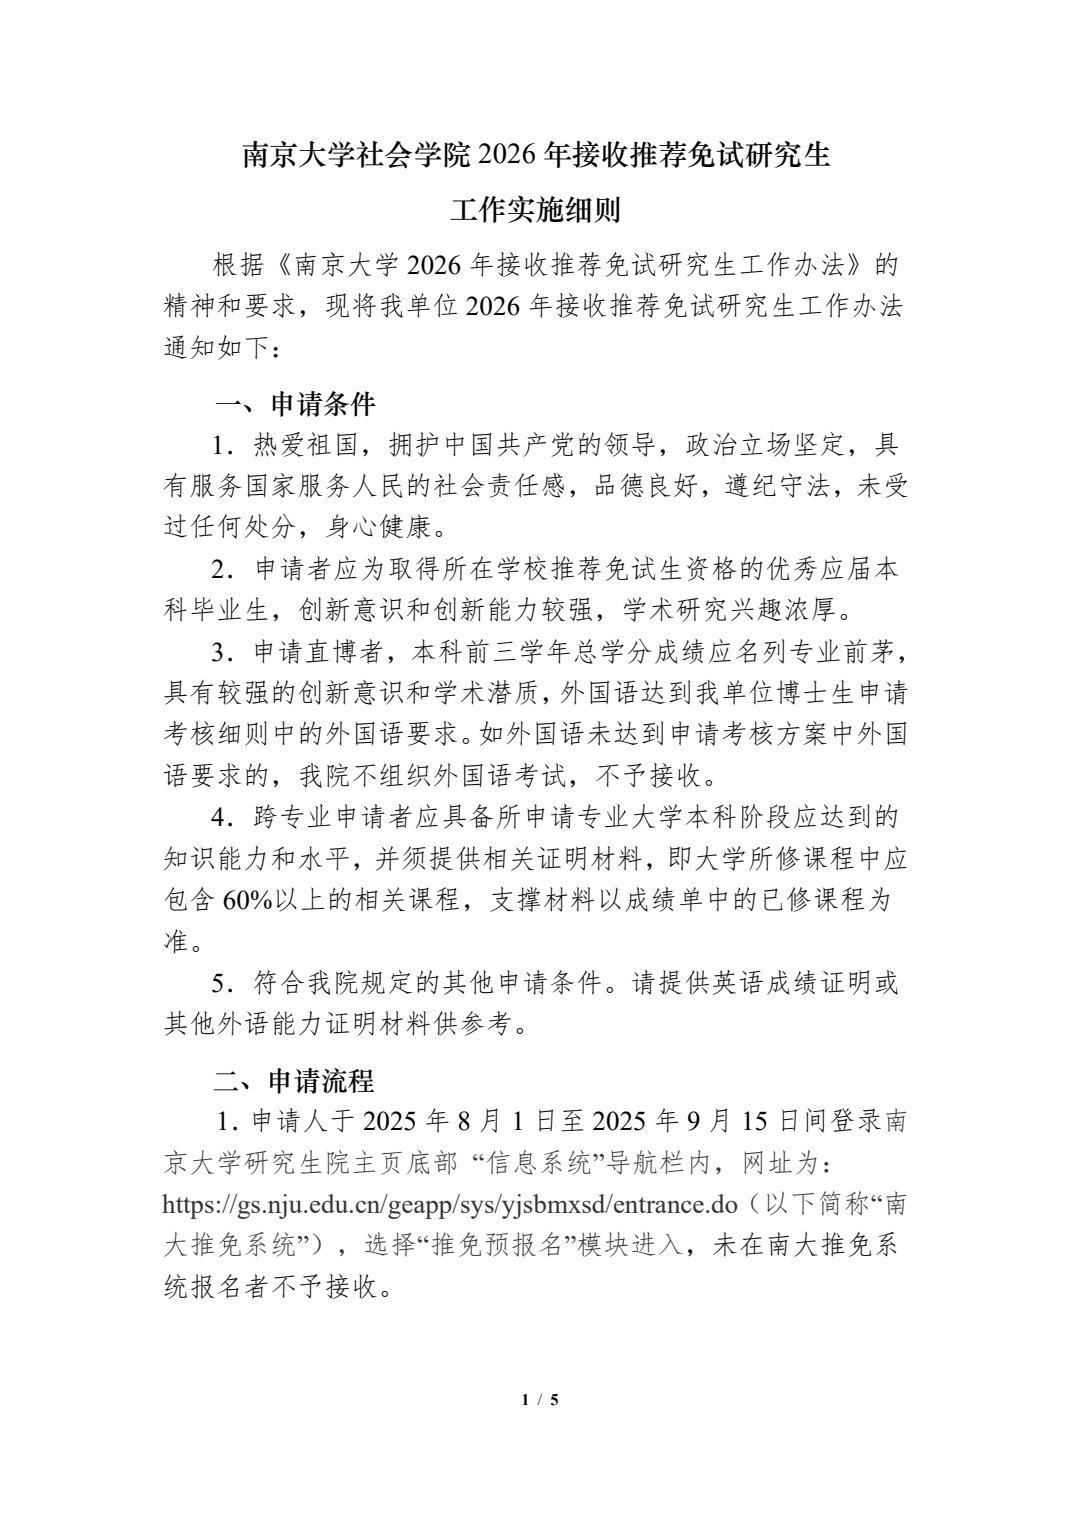 南京大学社会学院 2026 年接收推荐免试研究生
工作实施细则
根据《南京大学 2026 年接收推荐免试研究生工作办法》的
精神和要求，现将我单位 2026 年接收推荐免试研究生工作办法
通知如下：
一、申请条件
1．热爱祖国，拥护中国共产党的领导，政治立场坚定，具
有服务国家服务人民的社会责任感，品德良好，遵纪守法，未受
过任何处分，身心健康。
2．申请者应为取得所在学校推荐免试生资格的优秀应届本
科毕业生，创新意识和创新能力较强，学术研究兴趣浓厚。
3．申请直博者，本科前三学年总学分成绩应名列专业前茅，
具有较强的创新意识和学术潜质，外国语达到我单位博士生申请
考核细则中的外国语要求。如外国语未达到申请考核方案中外国
语要求的，我院不组织外国语考试，不予接收。
4．跨专业申请者应具备所申请专业大学本科阶段应达到的
知识能力和水平，并须提供相关证明材料，即大学所修课程中应
包含 60%以上的相关课程，支撑材料以成绩单中的已修课程为
准。
5．符合我院规定的其他申请条件。请提供英语成绩证明或
其他外语能力证明材料供参考。
二、申请流程
1.申请人于 2025 年 8 月 1 日至 2025 年 9 月 15 日间登录南
京大学研究生院主页底部 “信息系统”导航栏内，网址为：
https://gs.nju.edu.cn/geapp/sys/yjsbmxsd/entrance.do（以下简称“南
大推免系统”），选择“推免预报名”模块进入，未在南大推免系
统报名者不予接收。
1 / 5